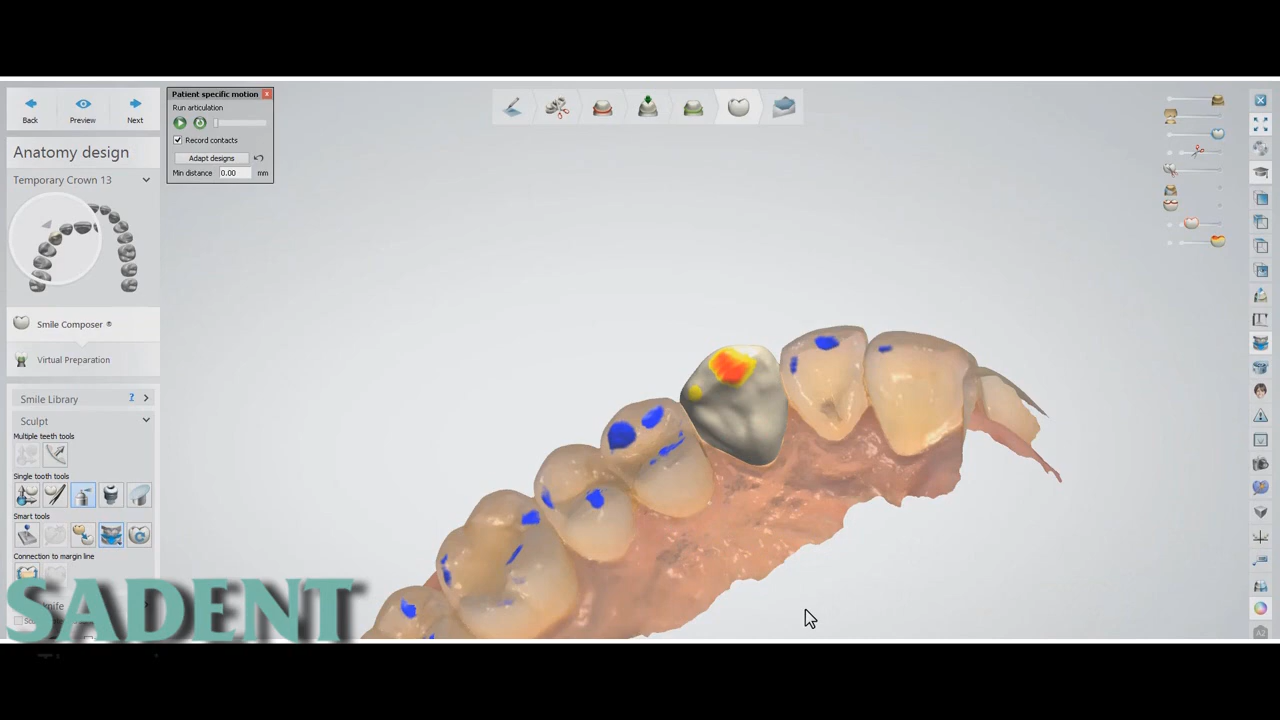 Back
Preview
Next
Anatomy design
Temporary Crown 13
Smile Composer ®
Virtual Preparation
Smile Library ?
Sculpt
Multiple teeth tools
Single tooth tools
Smart tools
Connection to margin line
knife
SADENT
Patient specific motion
Run articulation
Record contacts
Adapt designs
Min distance 0.00 mm
A2